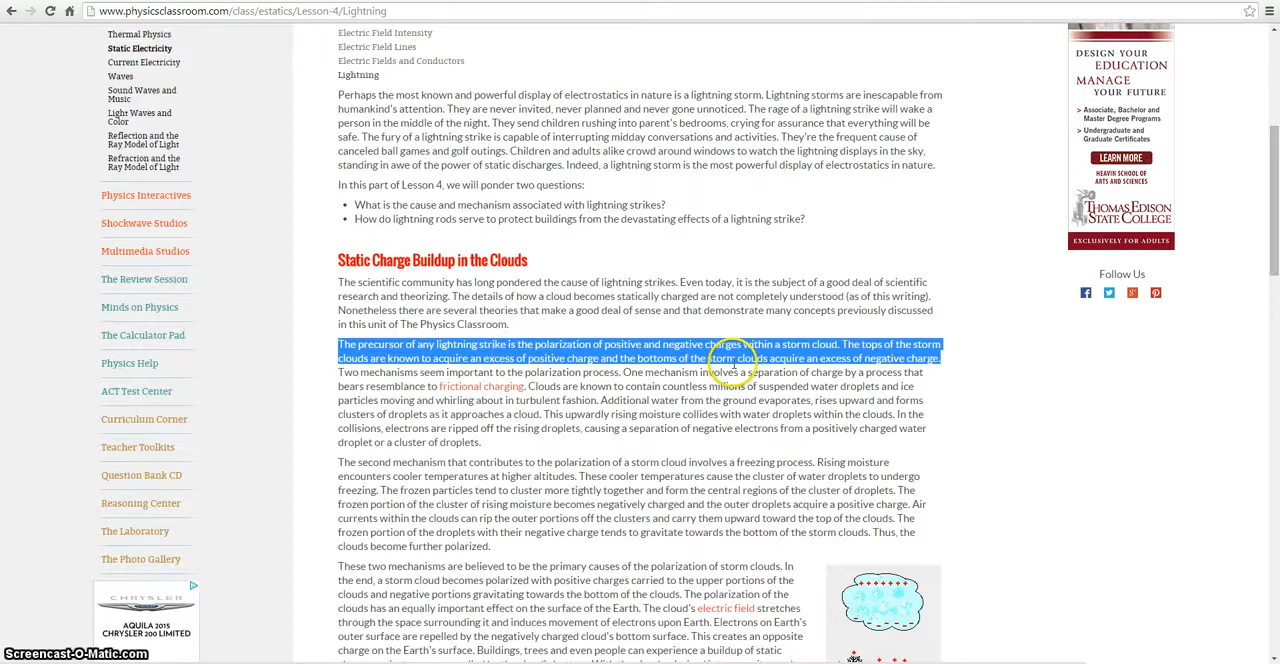 www.physicsclassroom.com/class/estatics/Lesson-4/Lightning
Thermal Physics
Static Electricity
Current Electricity
Waves
Sound Waves and
Music
Light Waves and
Color
Reflection and the
Ray Model of Light
Refraction and the
Ray Model of Light
Physics Interactives
Shockwave Studios
Multimedia Studios
The Review Session
Minds on Physics
The Calculator Pad
Physics Help
ACT Test Center
Curriculum Corner
Teacher Toolkits
Question Bank CD
Reasoning Center
The Laboratory
The Photo Gallery
CHRYSLER
AQUILA 2015
CHRYSLER 200 LIMITED
Screencast-O-Matic.com
Electric Field Intensity
Electric Field Lines
Electric Fields and Conductors
Lightning
Perhaps the most known and powerful display of electrostatics in nature is a lightning storm. Lightning storms are inescapable from
humankind's attention. They are never invited, never planned and never gone unnoticed. The rage of a lightning strike will wake a
person in the middle of the night. They send children rushing into parent's bedrooms, crying for assurance that everything will be
safe. The fury of a lightning strike is capable of interrupting midday conversations and activities. They're the frequent cause of
canceled ball games and golf outings. Children and adults alike crowd around windows to watch the lightning displays in the sky,
standing in awe of the power of static discharges. Indeed, a lightning storm is the most powerful display of electrostatics in nature.
In this part of Lesson 4, we will ponder two questions:
• What is the cause and mechanism associated with lightning strikes?
• How do lightning rods serve to protect buildings from the devastating effects of a lightning strike?
Static Charge Buildup in the Clouds
The scientific community has long pondered the cause of lightning strikes. Even today, it is the subject of a good deal of scientific
research and theorizing. The details of how a cloud becomes statically charged are not completely understood (as of this writing).
Nonetheless there are several theories that make a good deal of sense and that demonstrate many concepts previously discussed
in this unit of The Physics Classroom.
The precursor of any lightning strike is the polarization of positive and negative charges within a storm cloud. The tops of the storm
clouds are known to acquire an excess of positive charge and the bottoms of the storm clouds acquire an excess of negative charge.
Two mechanisms seem important to the polarization process. One mechanism involves a separation of charge by a process that
bears resemblance to frictional charging. Clouds are known to contain countless millions of suspended water droplets and ice
particles moving and whirling about in turbulent fashion. Additional water from the ground evaporates, rises upward and forms
clusters of droplets as it approaches a cloud. This upwardly rising moisture collides with water droplets within the clouds. In the
collisions, electrons are ripped off the rising droplets, causing a separation of negative electrons from a positively charged water
droplet or a cluster of droplets.
The second mechanism that contributes to the polarization of a storm cloud involves a freezing process. Rising moisture
encounters cooler temperatures at higher altitudes. These cooler temperatures cause the cluster of water droplets to undergo
freezing. The frozen particles tend to cluster more tightly together and form the central regions of the cluster of droplets. The
frozen portion of the cluster of rising moisture becomes negatively charged and the outer droplets acquire a positive charge. Air
currents within the clouds can rip the outer portions off the clusters and carry them upward toward the top of the clouds. The
frozen portion of the droplets with their negative charge tends to gravitate towards the bottom of the storm clouds. Thus, the
clouds become further polarized.
These two mechanisms are believed to be the primary causes of the polarization of storm clouds. In
the end, a storm cloud becomes polarized with positive charges carried to the upper portions of the
clouds and negative portions gravitating towards the bottom of the clouds. The polarization of the
clouds has an equally important effect on the surface of the Earth. The cloud's electric field stretches
through the space surrounding it and induces movement of electrons upon Earth. Electrons on Earth's
outer surface are repelled by the negatively charged cloud's bottom surface. This creates an opposite
charge on the Earth's surface. Buildings, trees and even people can experience a buildup of static
DESIGN YOUR
EDUCATION
MANAGE
YOUR FUTURE
> Associate, Bachelor and
Master Degree Programs
> Undergraduate and
Graduate Certificates
LEARN MORE
HEAVIN SCHOOL OF
ARTS AND SCIENCES
THOMAS EDISON
STATE COLLEGE
EXCLUSIVELY FOR ADULTS
Follow Us